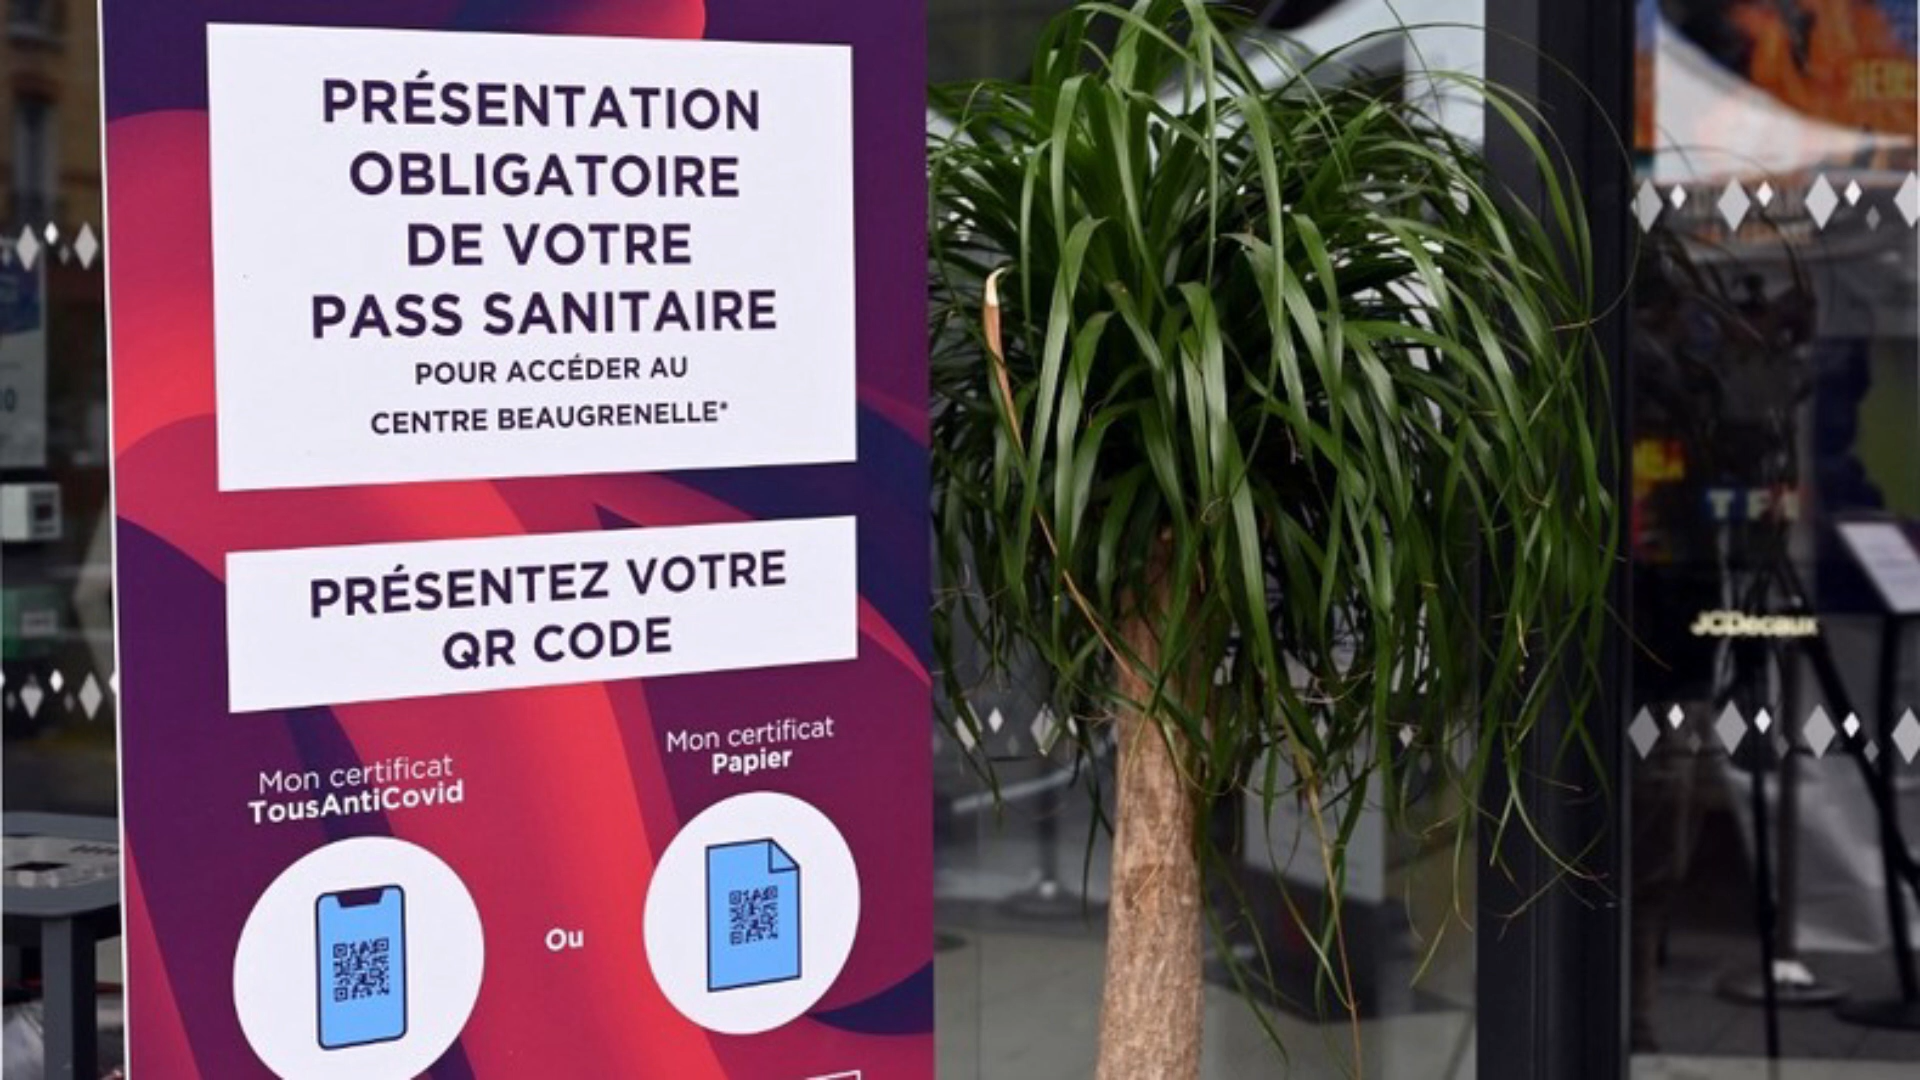 PRÉSENTATION
OBLIGATOIRE
DE VOTRE
PASS SANITAIRE
POUR ACCÉDER AU
CENTRE BEAUGRENELLE*
PRÉSENTEZ VOTRE
QR CODE
Mon certificat
TousAntiCovid
Ou
Mon certificat
Papier
JCDecaux